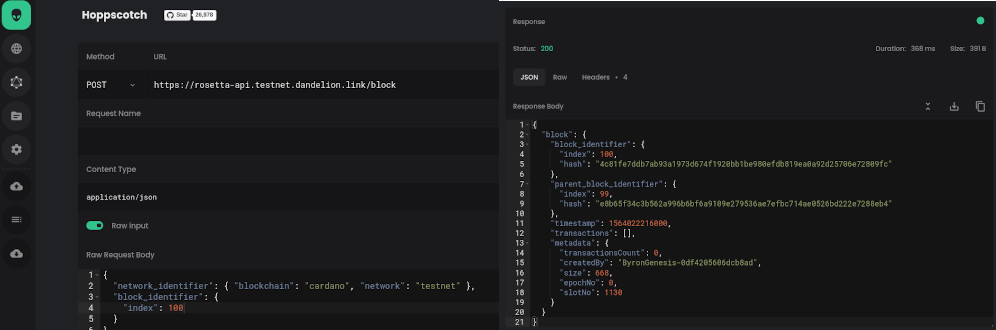 Hoppscotch
Star 26,978
Method URL
POST https://rosetta-api.testnet.dandelion.link/block
Request Name
Content Type
application/json
Raw Input
Raw Request Body
1 {
2 "network_identifier": { "blockchain": "cardano", "network": "testnet" },
3 "block_identifier": {
4 "index": 100
5 }
6 }
Response
Status: 200 Duration: 368 ms Size: 391 B
JSON Raw Headers • 4
Response Body
1 {
2 "block": {
3 "block_identifier": {
4 "index": 100,
5 "hash": "4c81fe7ddb7ab93a1973d674f1920bb1be980efdb819ea0a92d25706e72809fc"
6 },
7 "parent_block_identifier": {
8 "index": 99,
9 "hash": "e8b65f34c3b562a996b6bf6a9109e279536ae7efbc714ae0526bd222e7288eb4"
10 },
11 "timestamp": 1564022216000,
12 "transactions": [],
13 "metadata": {
14 "transactionsCount": 0,
15 "createdBy": "ByronGenesis-0df4205606dcb8ad",
16 "size": 668,
17 "epochNo": 0,
18 "slotNo": 1130
19 }
20 }
21 }